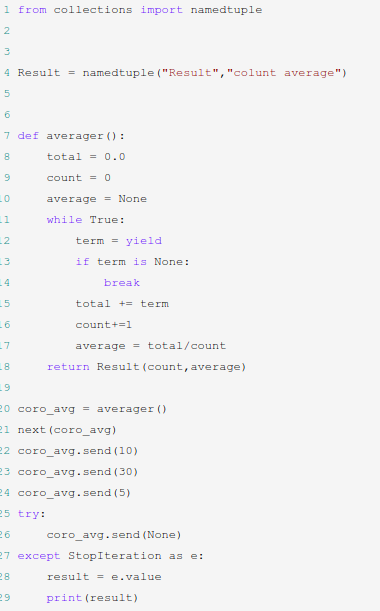 1 from collections import namedtuple
2
3
4 Result = namedtuple("Result","colunt average")
5
6
7 def averager():
8     total = 0.0
9     count = 0
10     average = None
11     while True:
12         term = yield
13         if term is None:
14             break
15         total += term
16         count+=1
17         average = total/count
18     return Result(count,average)
19
20 coro_avg = averager()
21 next(coro_avg)
22 coro_avg.send(10)
23 coro_avg.send(30)
24 coro_avg.send(5)
25 try:
26     coro_avg.send(None)
27 except StopIteration as e:
28     result = e.value
29     print(result)